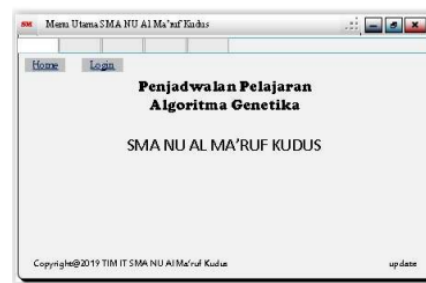 Menu Utama SMA NU Al Ma'ruf Kudus
Home Login
Penjadwalan Pelajaran
Algoritma Genetika
SMA NU AL MA'RUF KUDUS
Copyright@2019 TIM IT SMA NU Al Ma'ruf Kudus update